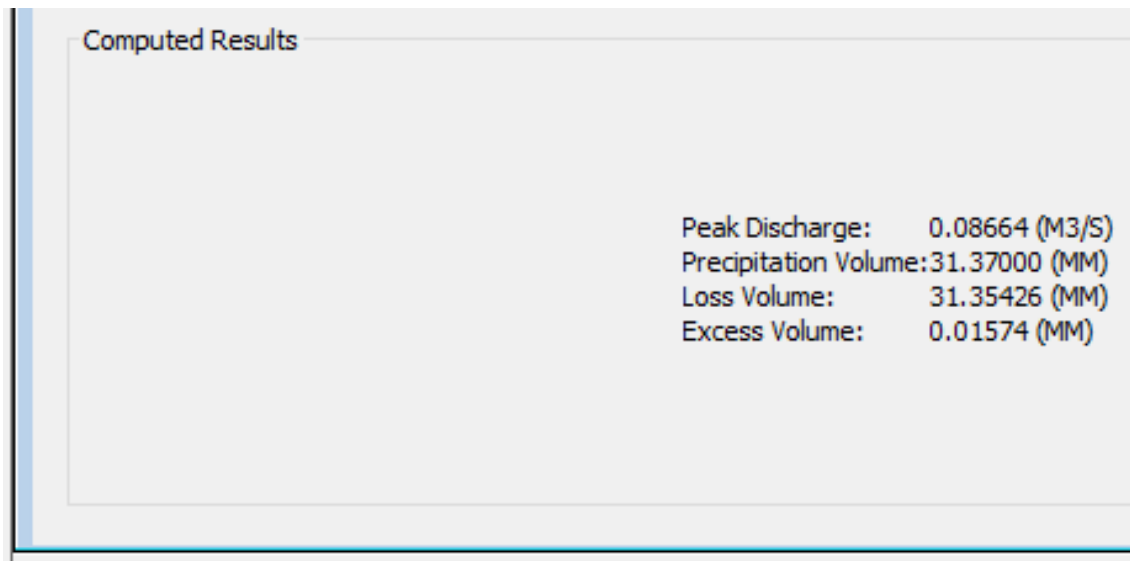 Computed Results
Peak Discharge: 0.08664 (M3/S)
Precipitation Volume:31.37000 (MM)
Loss Volume: 31.35426 (MM)
Excess Volume: 0.01574 (MM)